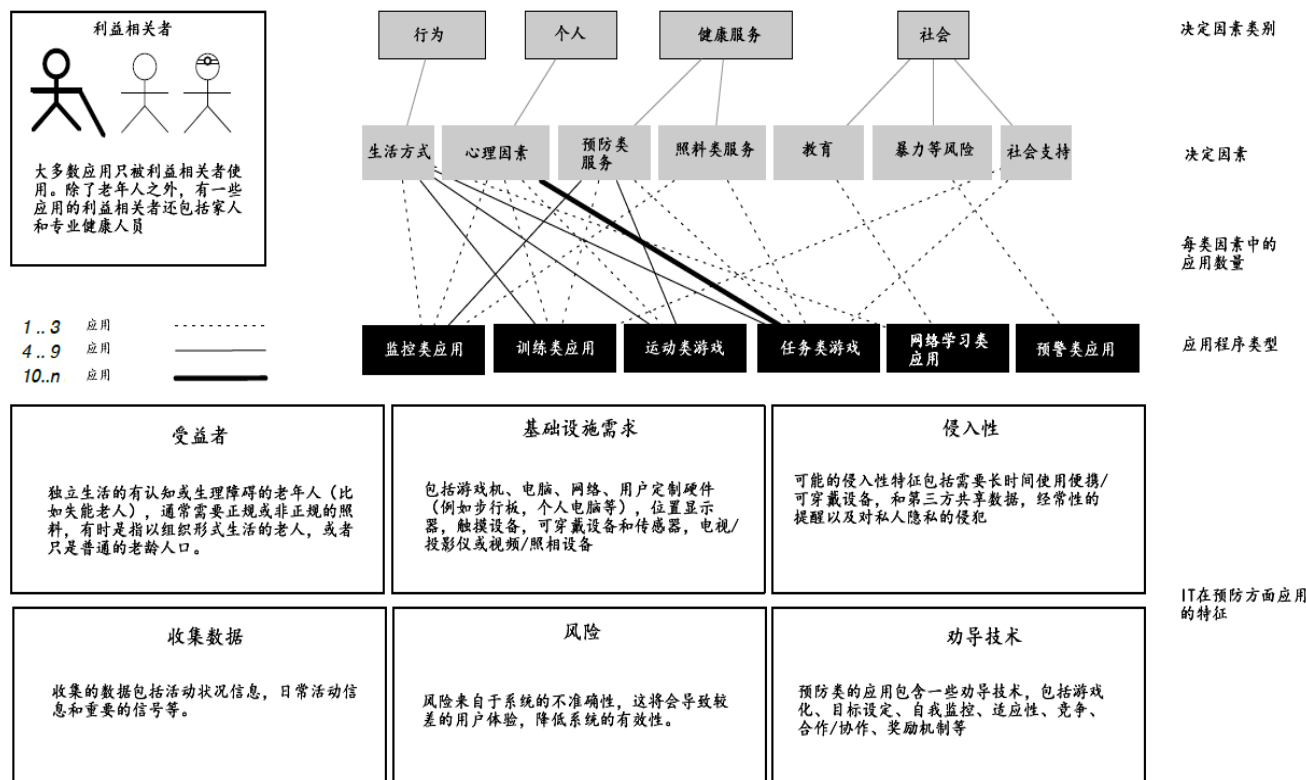 利益相关者
大多数应用只被利益相关者使
用。除了老年人之外，有一些
应用的利益相关者还包括家人
和专业健康人员
行为
个人
健康服务
社会
决定因素类别
生活方式
心理因素
预防类
服务
照料类服务
教育
暴力等风险
社会支持
决定因素
每类因素中的
应用数量
1 .. 3 应用
4 .. 9 应用
10..n 应用
监控类应用
训练类应用
运动类游戏
任务类游戏
网络学习类
应用
预警类应用
应用程序类型
受益者
独立生活的有认知或生理障碍的老年人（比
如失能老人），通常需要正规或非正规的照
料，有时是指以组织形式生活的老人，或者
只是普通的老龄人口。
基础设施需求
包括游戏机、电脑、网络、用户定制硬件
（例如步行板，个人电脑等），位置显示
器，触摸设备，可穿戴设备和传感器，电视/
投影仪或视频/照相设备
侵入性
可能的侵入性特征包括需要长时间使用便携/
可穿戴设备，和第三方共享数据，经常性的
提醒以及对私人隐私的侵犯
收集数据
收集的数据包括活动状况信息，日常活动信
息和重要的信号等。
风险
风险来自于系统的不准确性，这将会导致较
差的用户体验，降低系统的有效性。
劝导技术
预防类的应用包含一些劝导技术，包括游戏
化、目标设定、自我监控、适应性、竞争、
合作/协作、奖励机制等
IT在预防方面应用
的特征